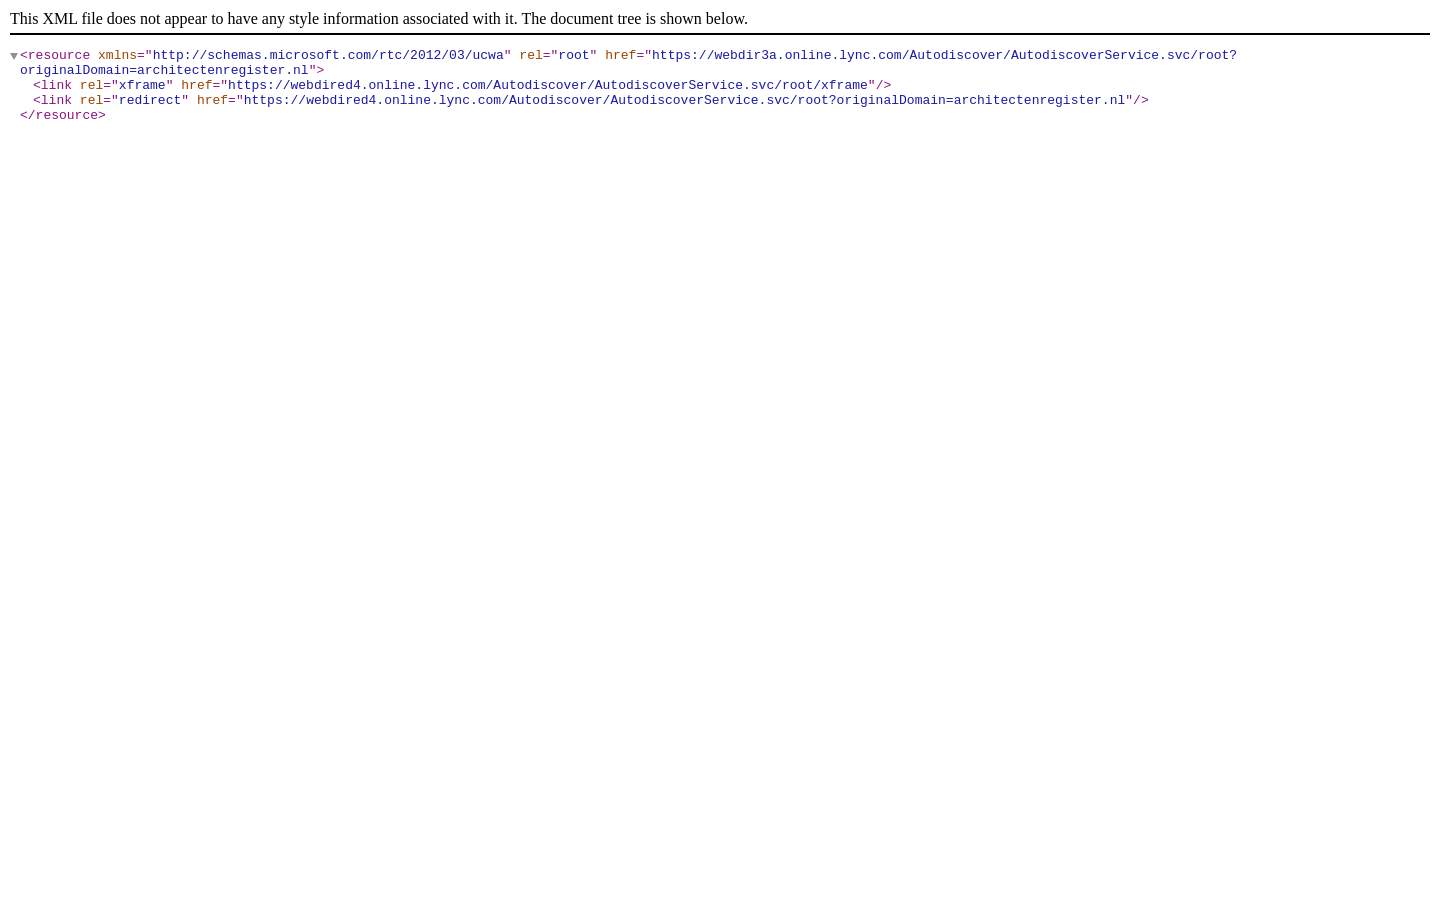 This XML file does not appear to have any style information associated with it. The document tree is shown below.
<resource xmlns="http://schemas.microsoft.com/rtc/2012/03/ucwa" rel="root" href="https://webdir3a.online.lync.com/Autodiscover/AutodiscoverService.svc/root?
originalDomain=architectenregister.nl">
<link rel="xframe" href="https://webdired4.online.lync.com/Autodiscover/AutodiscoverService.svc/root/xframe"/>
<link rel="redirect" href="https://webdired4.online.lync.com/Autodiscover/AutodiscoverService.svc/root?originalDomain=architectenregister.nl"/>
</resource>